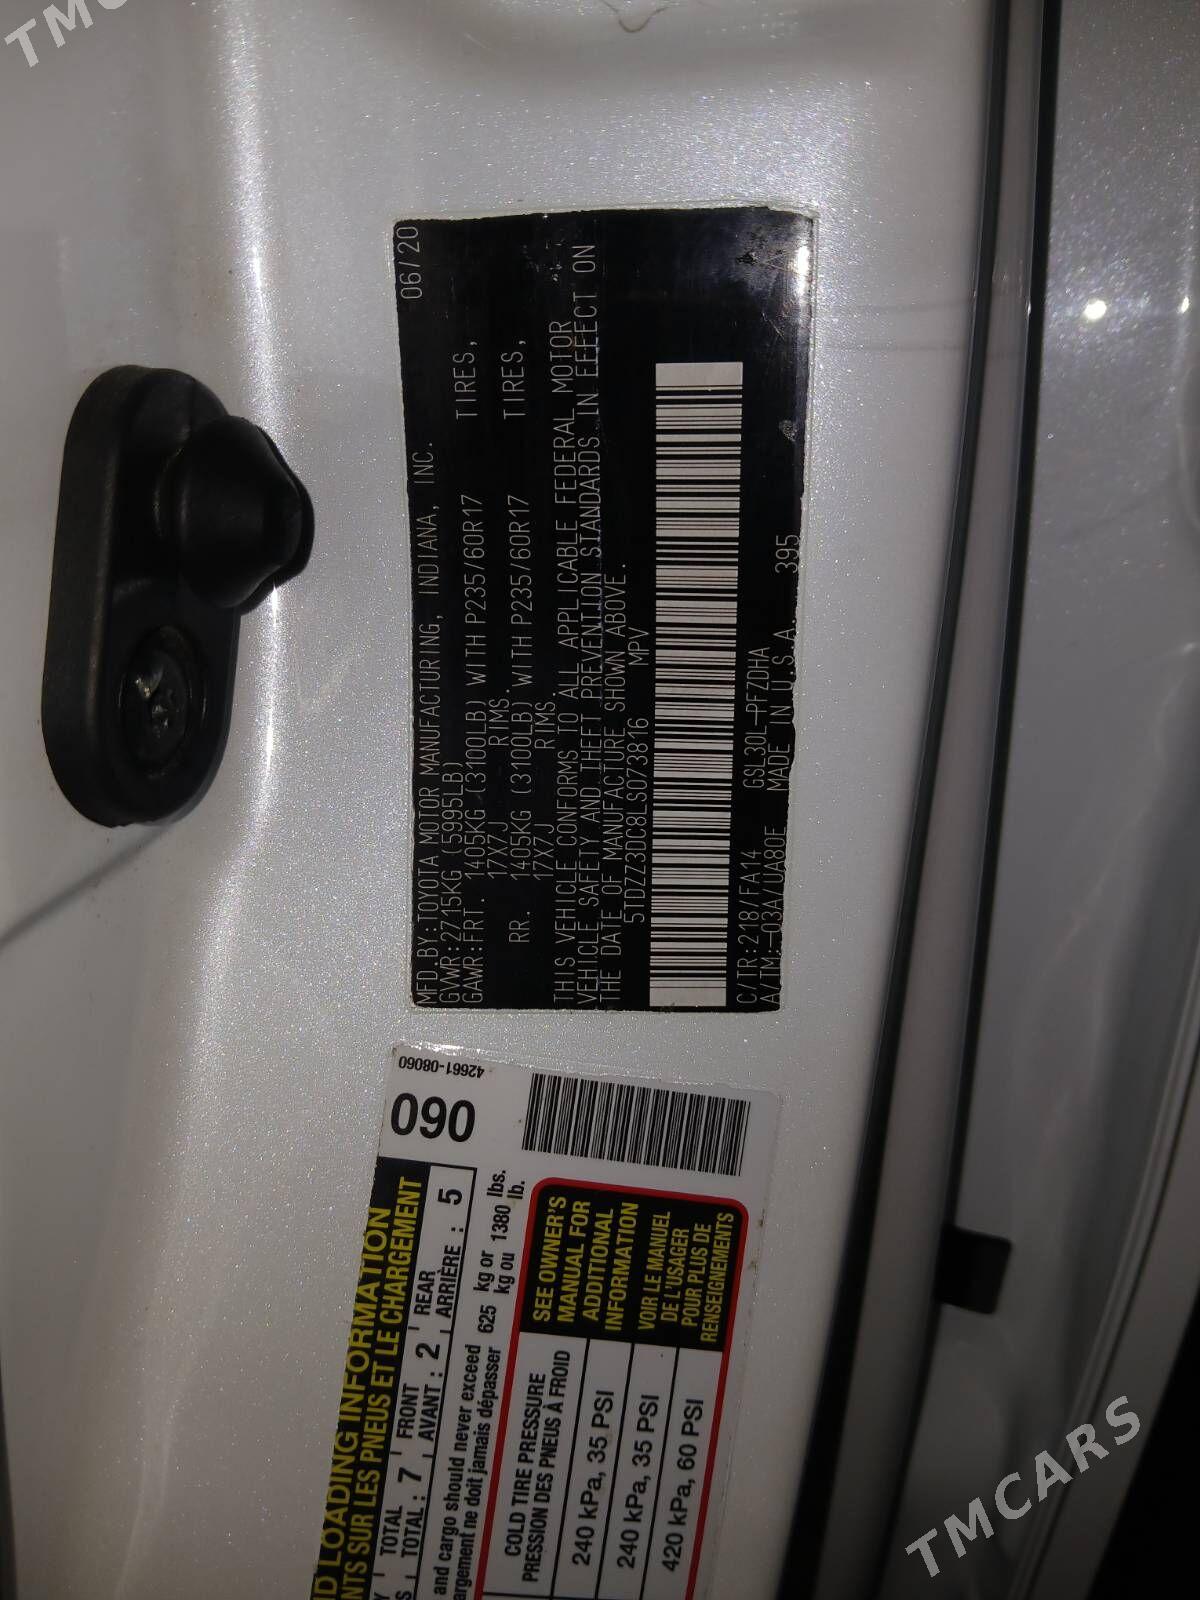 MFD.BY:TOYOTA MOTOR MANUFACTURING, INDIANA, INC. 06/20
GVWR:2715KG (5995LB)
GAWR:FRT. 1405KG (3100LB) WITH P235/60R17 TIRES,
17X7J RIMS.
RR. 1405KG (3100LB) WITH P235/60R17 TIRES,
17X7J RIMS.
THIS VEHICLE CONFORMS TO ALL APPLICABLE FEDERAL MOTOR
VEHICLE SAFETY AND THEFT PREVENTION STANDARDS IN EFFECT ON
THE DATE OF MANUFACTURE SHOWN ABOVE.
5TDZZ3DC8LS073816 MPV
C/TR:218/FA14 GSL30L-PFZDHA
A/TM:-03A/UA80E MADE IN U.S.A. 395
42661-08060
060
LOADING INFORMATION
SUR LES PNEUS ET LE CHARGEMENT
TOTAL FRONT REAR
TOTAL : 7 AVANT : 2 ARRIÈRE : 5
and cargo should never exceed 625 kg or 1380 lbs.
ne doit jamais dépasser kg ou lb.
COLD TIRE PRESSURE
PRESSION DES PNEUS À FROID
240 kPa, 35 PSI
240 kPa, 35 PSI
420 kPa, 60 PSI
SEE OWNER'S
MANUAL FOR
ADDITIONAL
INFORMATION
VOIR LE MANUEL
DE L'USAGER
POUR PLUS DE
RENSEIGNEMENTS
TMCARS